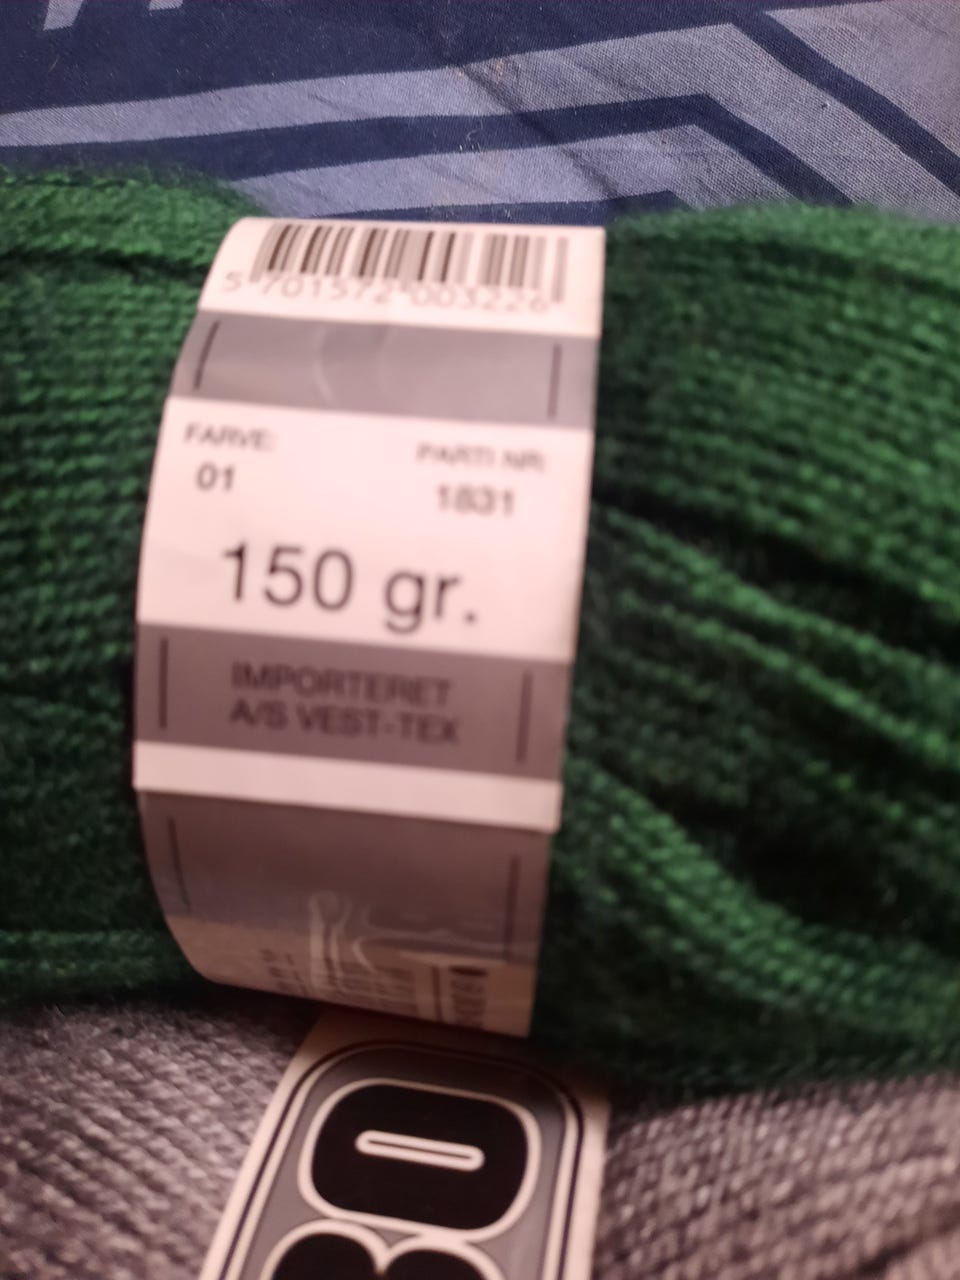 5 701572 003226
FARVE:
01
PARTI NR:
1831
150 gr.
IMPORTERET
A/S VEST-TEX